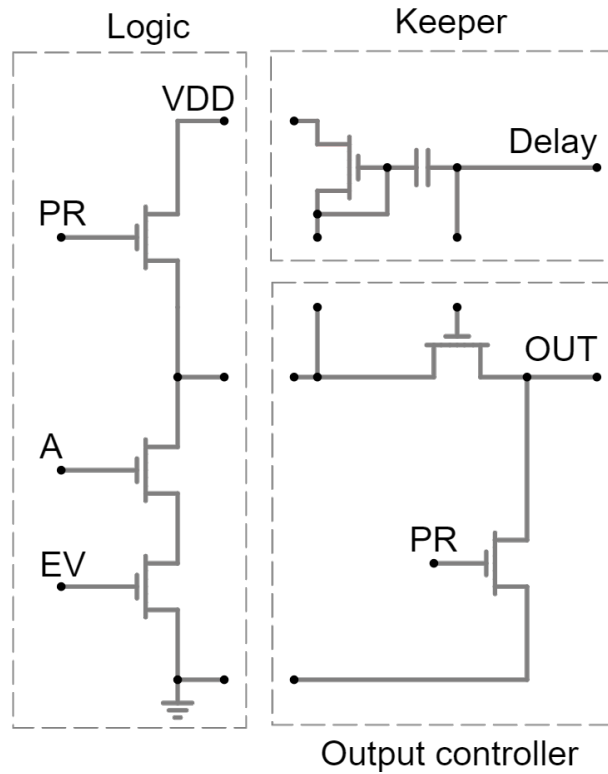 Logic
Keeper
VDD
Delay
PR
OUT
A
PR
EV
Output controller